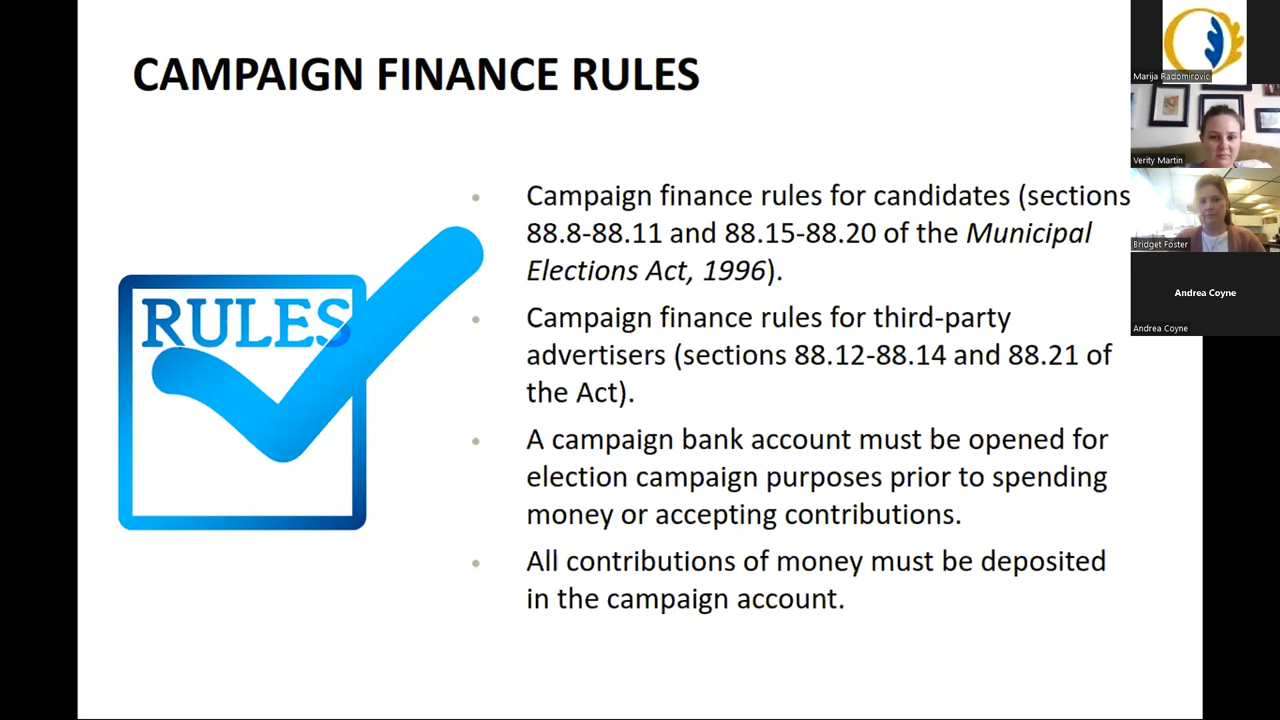 CAMPAIGN FINANCE RULES
RULES
Campaign finance rules for candidates (sections
88.8-88.11 and 88.15-88.20 of the Municipal
Elections Act, 1996).
Campaign finance rules for third-party
advertisers (sections 88.12-88.14 and 88.21 of
the Act).
A campaign bank account must be opened for
election campaign purposes prior to spending
money or accepting contributions.
All contributions of money must be deposited
in the campaign account.
Marija Radomirovic
Verity Martin
Bridget Foster
Andrea Coyne
Andrea Coyne